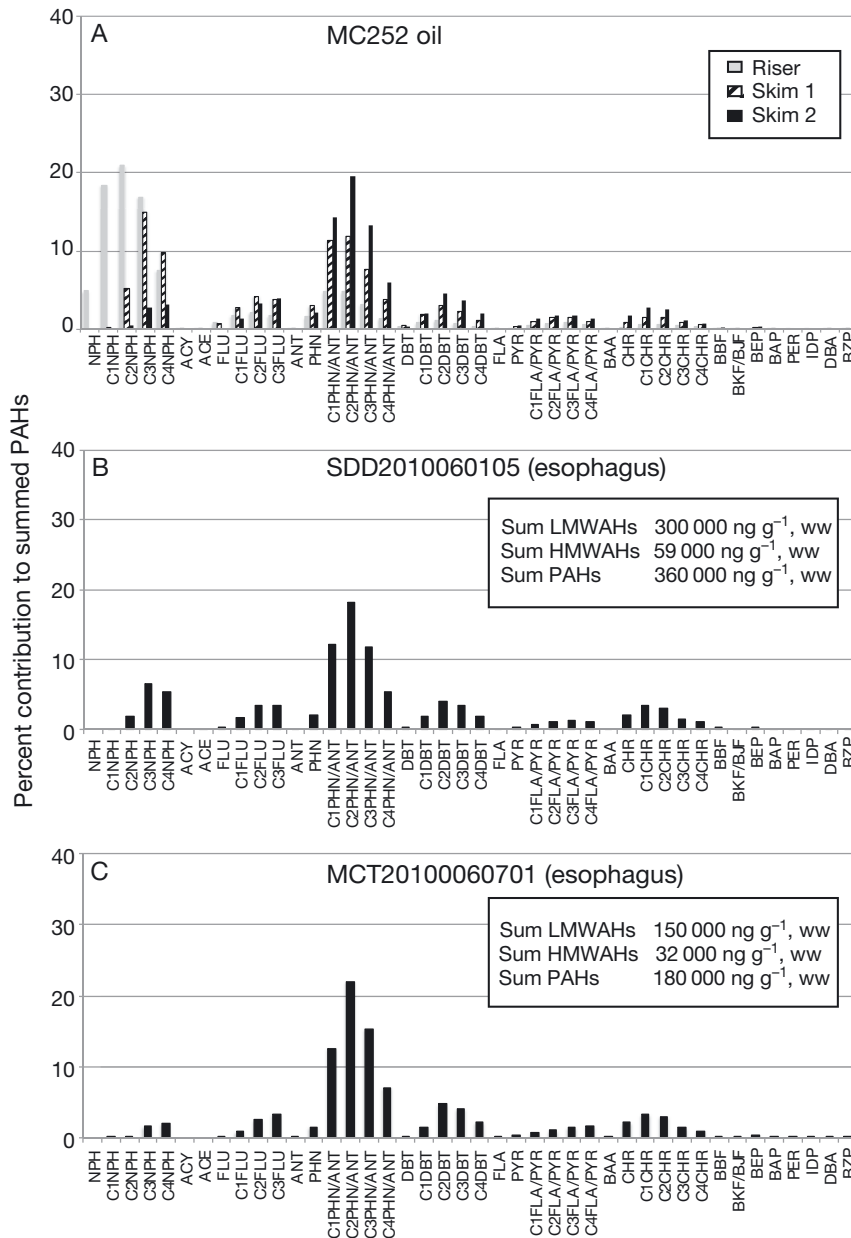 Percent contribution to summed PAHs
A
MC252 oil
Riser
Skim 1
Skim 2
40
30
20
10
0
NPH
C1NPH
C2NPH
C3NPH
C4NPH
ACY
ACE
FLU
C1FLU
C2FLU
C3FLU
ANT
PHN
C1PHN/ANT
C2PHN/ANT
C3PHN/ANT
C4PHN/ANT
DBT
C1DBT
C2DBT
C3DBT
C4DBT
FLA
PYR
C1FLA/PYR
C2FLA/PYR
C3FLA/PYR
C4FLA/PYR
BAA
CHR
C1CHR
C2CHR
C3CHR
C4CHR
BBF
BKF/BJF
BEP
BAP
PER
IDP
DBA
BZP
B
SDD2010060105 (esophagus)
Sum LMWAHs 300 000 ng g⁻¹, ww
Sum HMWAHs 59 000 ng g⁻¹, ww
Sum PAHs 360 000 ng g⁻¹, ww
40
30
20
10
0
NPH
C1NPH
C2NPH
C3NPH
C4NPH
ACY
ACE
FLU
C1FLU
C2FLU
C3FLU
ANT
PHN
C1PHN/ANT
C2PHN/ANT
C3PHN/ANT
C4PHN/ANT
DBT
C1DBT
C2DBT
C3DBT
C4DBT
FLA
PYR
C1FLA/PYR
C2FLA/PYR
C3FLA/PYR
C4FLA/PYR
BAA
CHR
C1CHR
C2CHR
C3CHR
C4CHR
BBF
BKF/BJF
BEP
BAP
PER
IDP
DBA
BZP
C
MCT20100060701 (esophagus)
Sum LMWAHs 150 000 ng g⁻¹, ww
Sum HMWAHs 32 000 ng g⁻¹, ww
Sum PAHs 180 000 ng g⁻¹, ww
40
30
20
10
0
NPH
C1NPH
C2NPH
C3NPH
C4NPH
ACY
ACE
FLU
C1FLU
C2FLU
C3FLU
ANT
PHN
C1PHN/ANT
C2PHN/ANT
C3PHN/ANT
C4PHN/ANT
DBT
C1DBT
C2DBT
C3DBT
C4DBT
FLA
PYR
C1FLA/PYR
C2FLA/PYR
C3FLA/PYR
C4FLA/PYR
BAA
CHR
C1CHR
C2CHR
C3CHR
C4CHR
BBF
BKF/BJF
BEP
BAP
PER
IDP
DBA
BZP